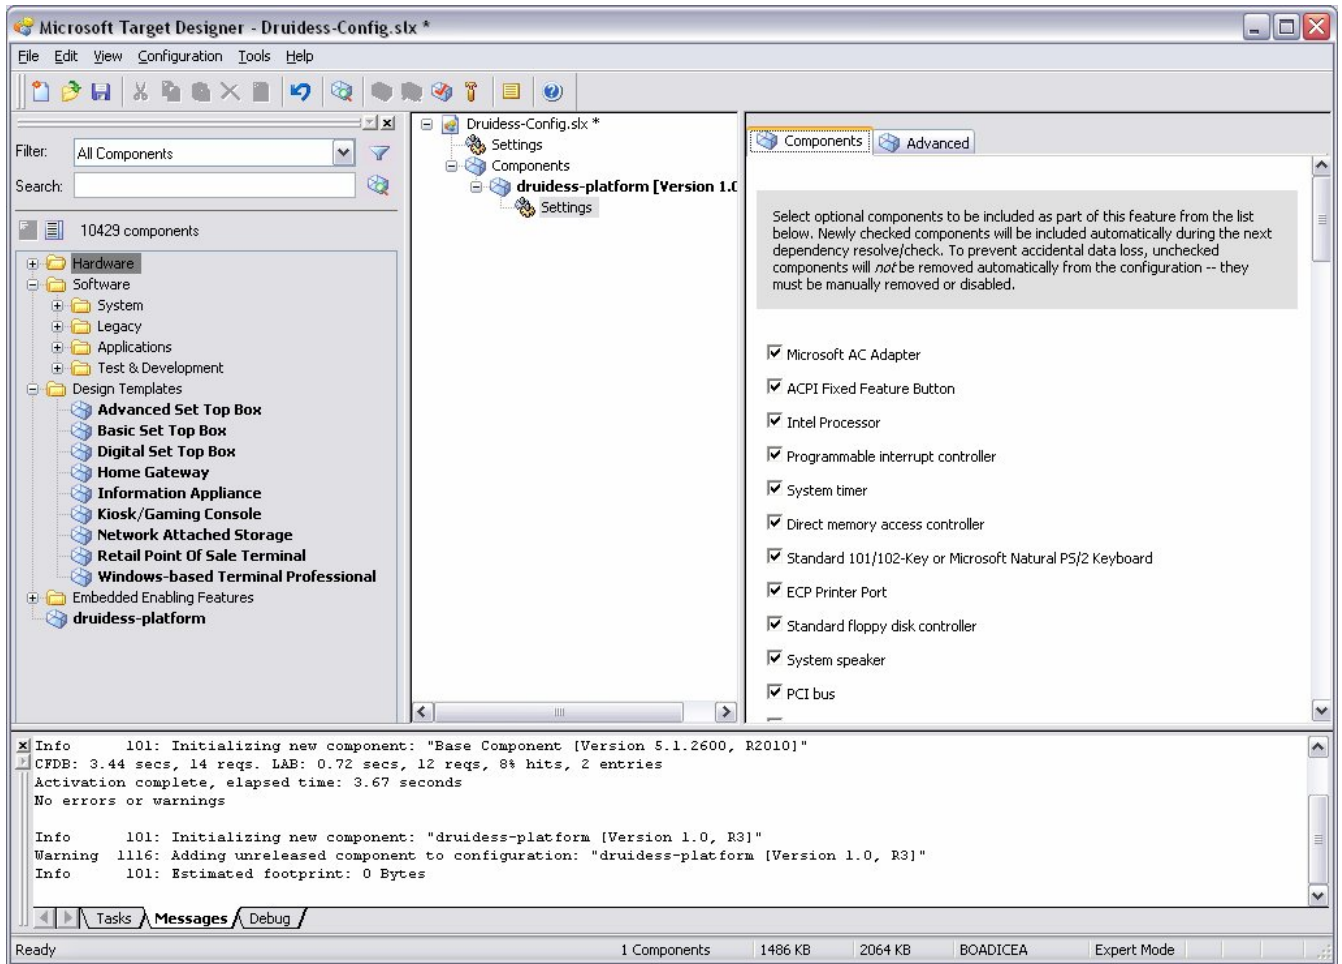 Microsoft Target Designer - Druidess-Config.slx *
File Edit View Configuration Tools Help
Filter: All Components
Search:
10429 components
Hardware
Software
System
Legacy
Applications
Test & Development
Design Templates
Advanced Set Top Box
Basic Set Top Box
Digital Set Top Box
Home Gateway
Information Appliance
Kiosk/Gaming Console
Network Attached Storage
Retail Point Of Sale Terminal
Windows-based Terminal Professional
Embedded Enabling Features
druidess-platform
Druidess-Config.slx *
Settings
Components
druidess-platform [Version 1.0
Settings
Components Advanced
Select optional components to be included as part of this feature from the list
below. Newly checked components will be included automatically during the next
dependency resolve/check. To prevent accidental data loss, unchecked
components will not be removed automatically from the configuration -- they
must be manually removed or disabled.
Microsoft AC Adapter
ACPI Fixed Feature Button
Intel Processor
Programmable interrupt controller
System timer
Direct memory access controller
Standard 101/102-Key or Microsoft Natural PS/2 Keyboard
ECP Printer Port
Standard floppy disk controller
System speaker
PCI bus
Info 101: Initializing new component: "Base Component [Version 5.1.2600, R2010]"
CFDB: 3.44 secs, 14 reqs. LAB: 0.72 secs, 12 reqs, 8% hits, 2 entries
Activation complete, elapsed time: 3.67 seconds
No errors or warnings
Info 101: Initializing new component: "druidess-platform [Version 1.0, R3]"
Warning 1116: Adding unreleased component to configuration: "druidess-platform [Version 1.0, R3]"
Info 101: Estimated footprint: 0 Bytes
Tasks Messages Debug
Ready 1 Components 1486 KB 2064 KB BOADICEA Expert Mode